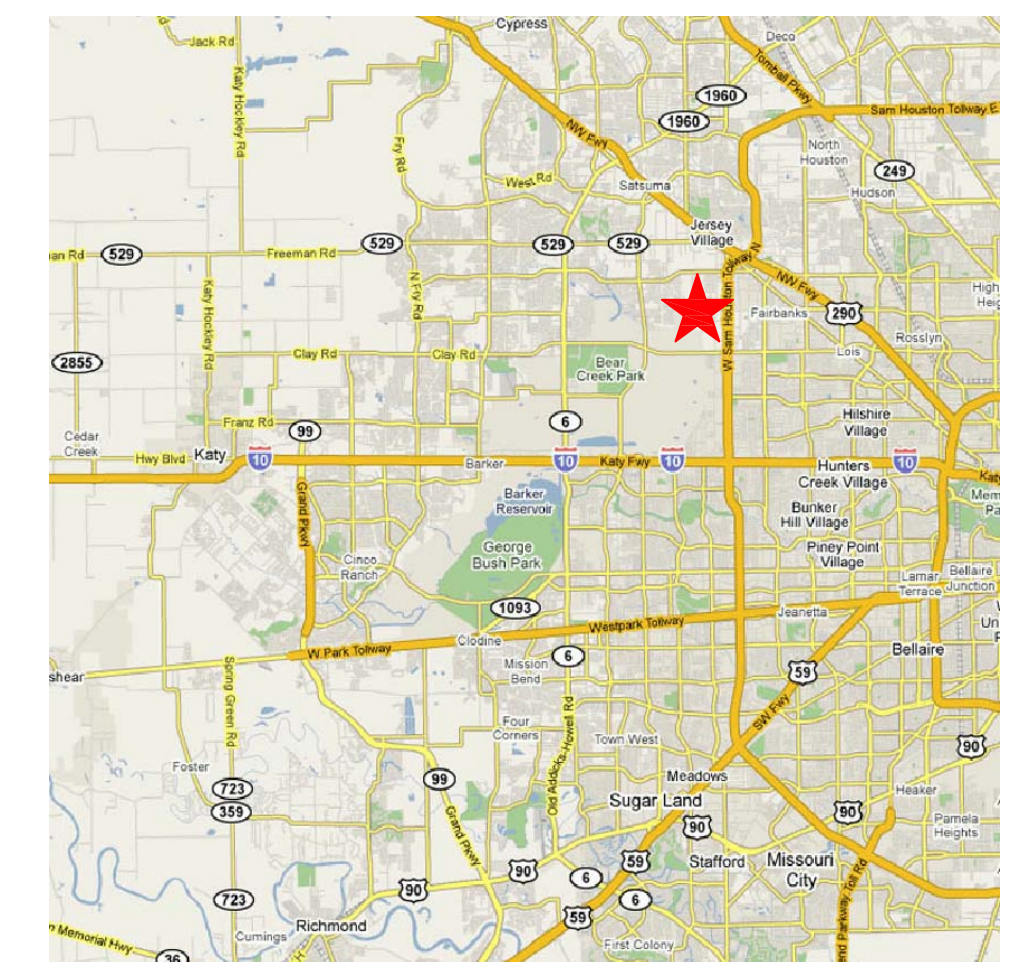 Cypress
Deco
Jack Rd
Katy Hockley Rd
Tomball Pkwy
1960
1960
Sam Houston Tollway E
NW Fwy
Fry Rd
North
Houston
249
West Rd
Satsuma
Hudson
Jersey
Village
529
Freeman Rd
529
529
529
W Sam Houston Tollway N
NW Fwy
Katy Hockley Rd
N Fry Rd
Fairbanks
290
Rosslyn
2855
Clay Rd
Clay Rd
Lois
Bear
Creek Park
Franz Rd
99
6
Hilshire
Village
Cedar
Creek
Hwy Blvd
Katy
10
Barker
10
Katy Fwy
10
Hunters
Creek Village
10
Barker
Reservoir
Bunker
Hill Village
Grand Pkwy
George
Bush Park
Piney Point
Village
Cinco
Ranch
Lamar
Terrace
Bellaire
Junction
1093
Jeanetta
Westpark Tollway
Clodine
W Park Tollway
Mission
Bend
6
Bellaire
59
Spring Green Rd
SW Fwy
Four
Corners
Old Addicks-Howell Rd
Town West
90
Foster
99
Meadows
723
359
Sugar Land
Heaker
90
90
Pamela
Heights
Grand Pkwy
59
Stafford
Missouri
City
90
90
6
6
723
59
Richmond
Cumings
Memorial Hwy
First Colony
36